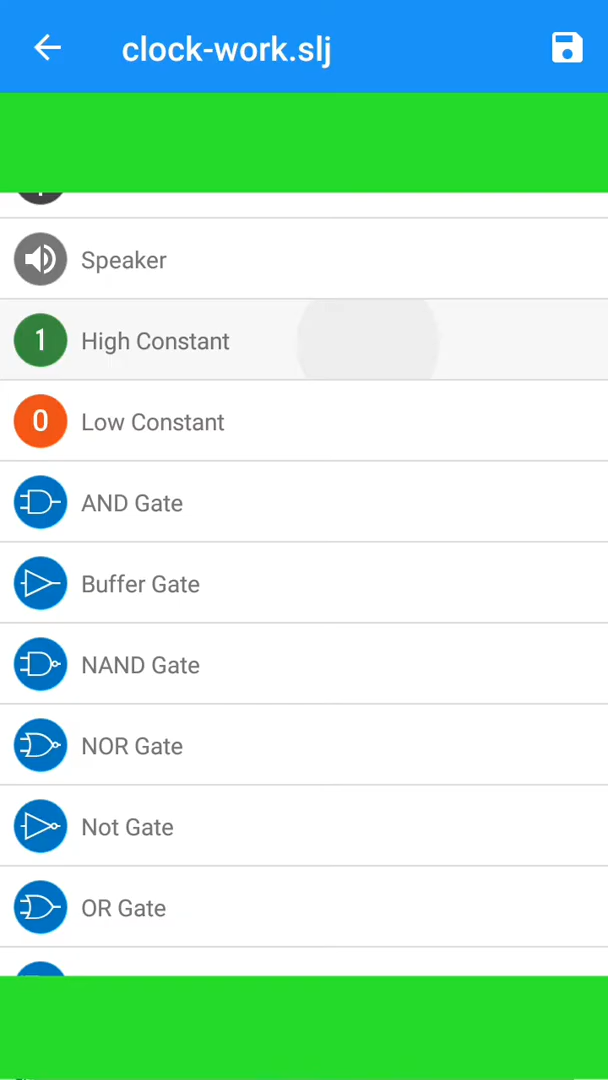 clock-work.slj
Speaker
1 High Constant
0 Low Constant
AND Gate
Buffer Gate
NAND Gate
NOR Gate
Not Gate
OR Gate